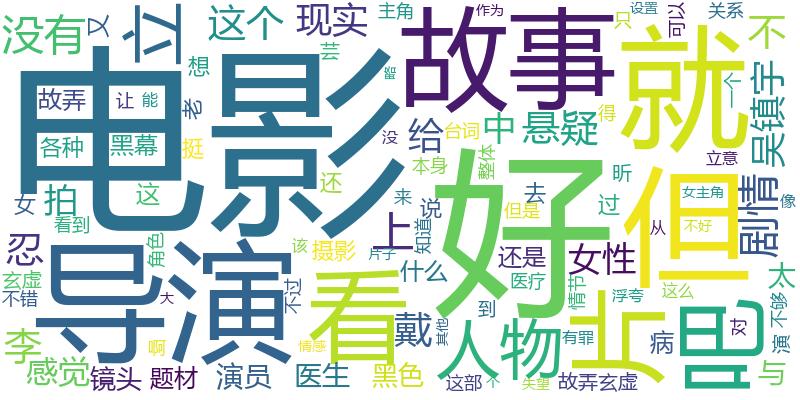 电影
故事
就
好
但
导演
看
吧
立
片
人物
没有
又
这个
现实
主角
作为
设置
关系
只
可以
不
芸
想
老
故弄
让
能
各种
黑幕
挺
给
没
台词
中
悬疑
得
一个
吴镇宇
拍
这
还
本身
整体
昕
立意
女
看到
来
说
去
但是
过
女主角
剧情
像
上
知道
忍
角色
该
摄影
片子
还是
女性
从
不好
玄虚
不错
大
不过
什么
医疗
情节
浮夸
这么
太
李
啊
情感
戴
其他
到
有罪
病
对
演
不够
感觉
镜头
题材
演员
医生
黑色
这部
个
失望
故弄玄虚
与